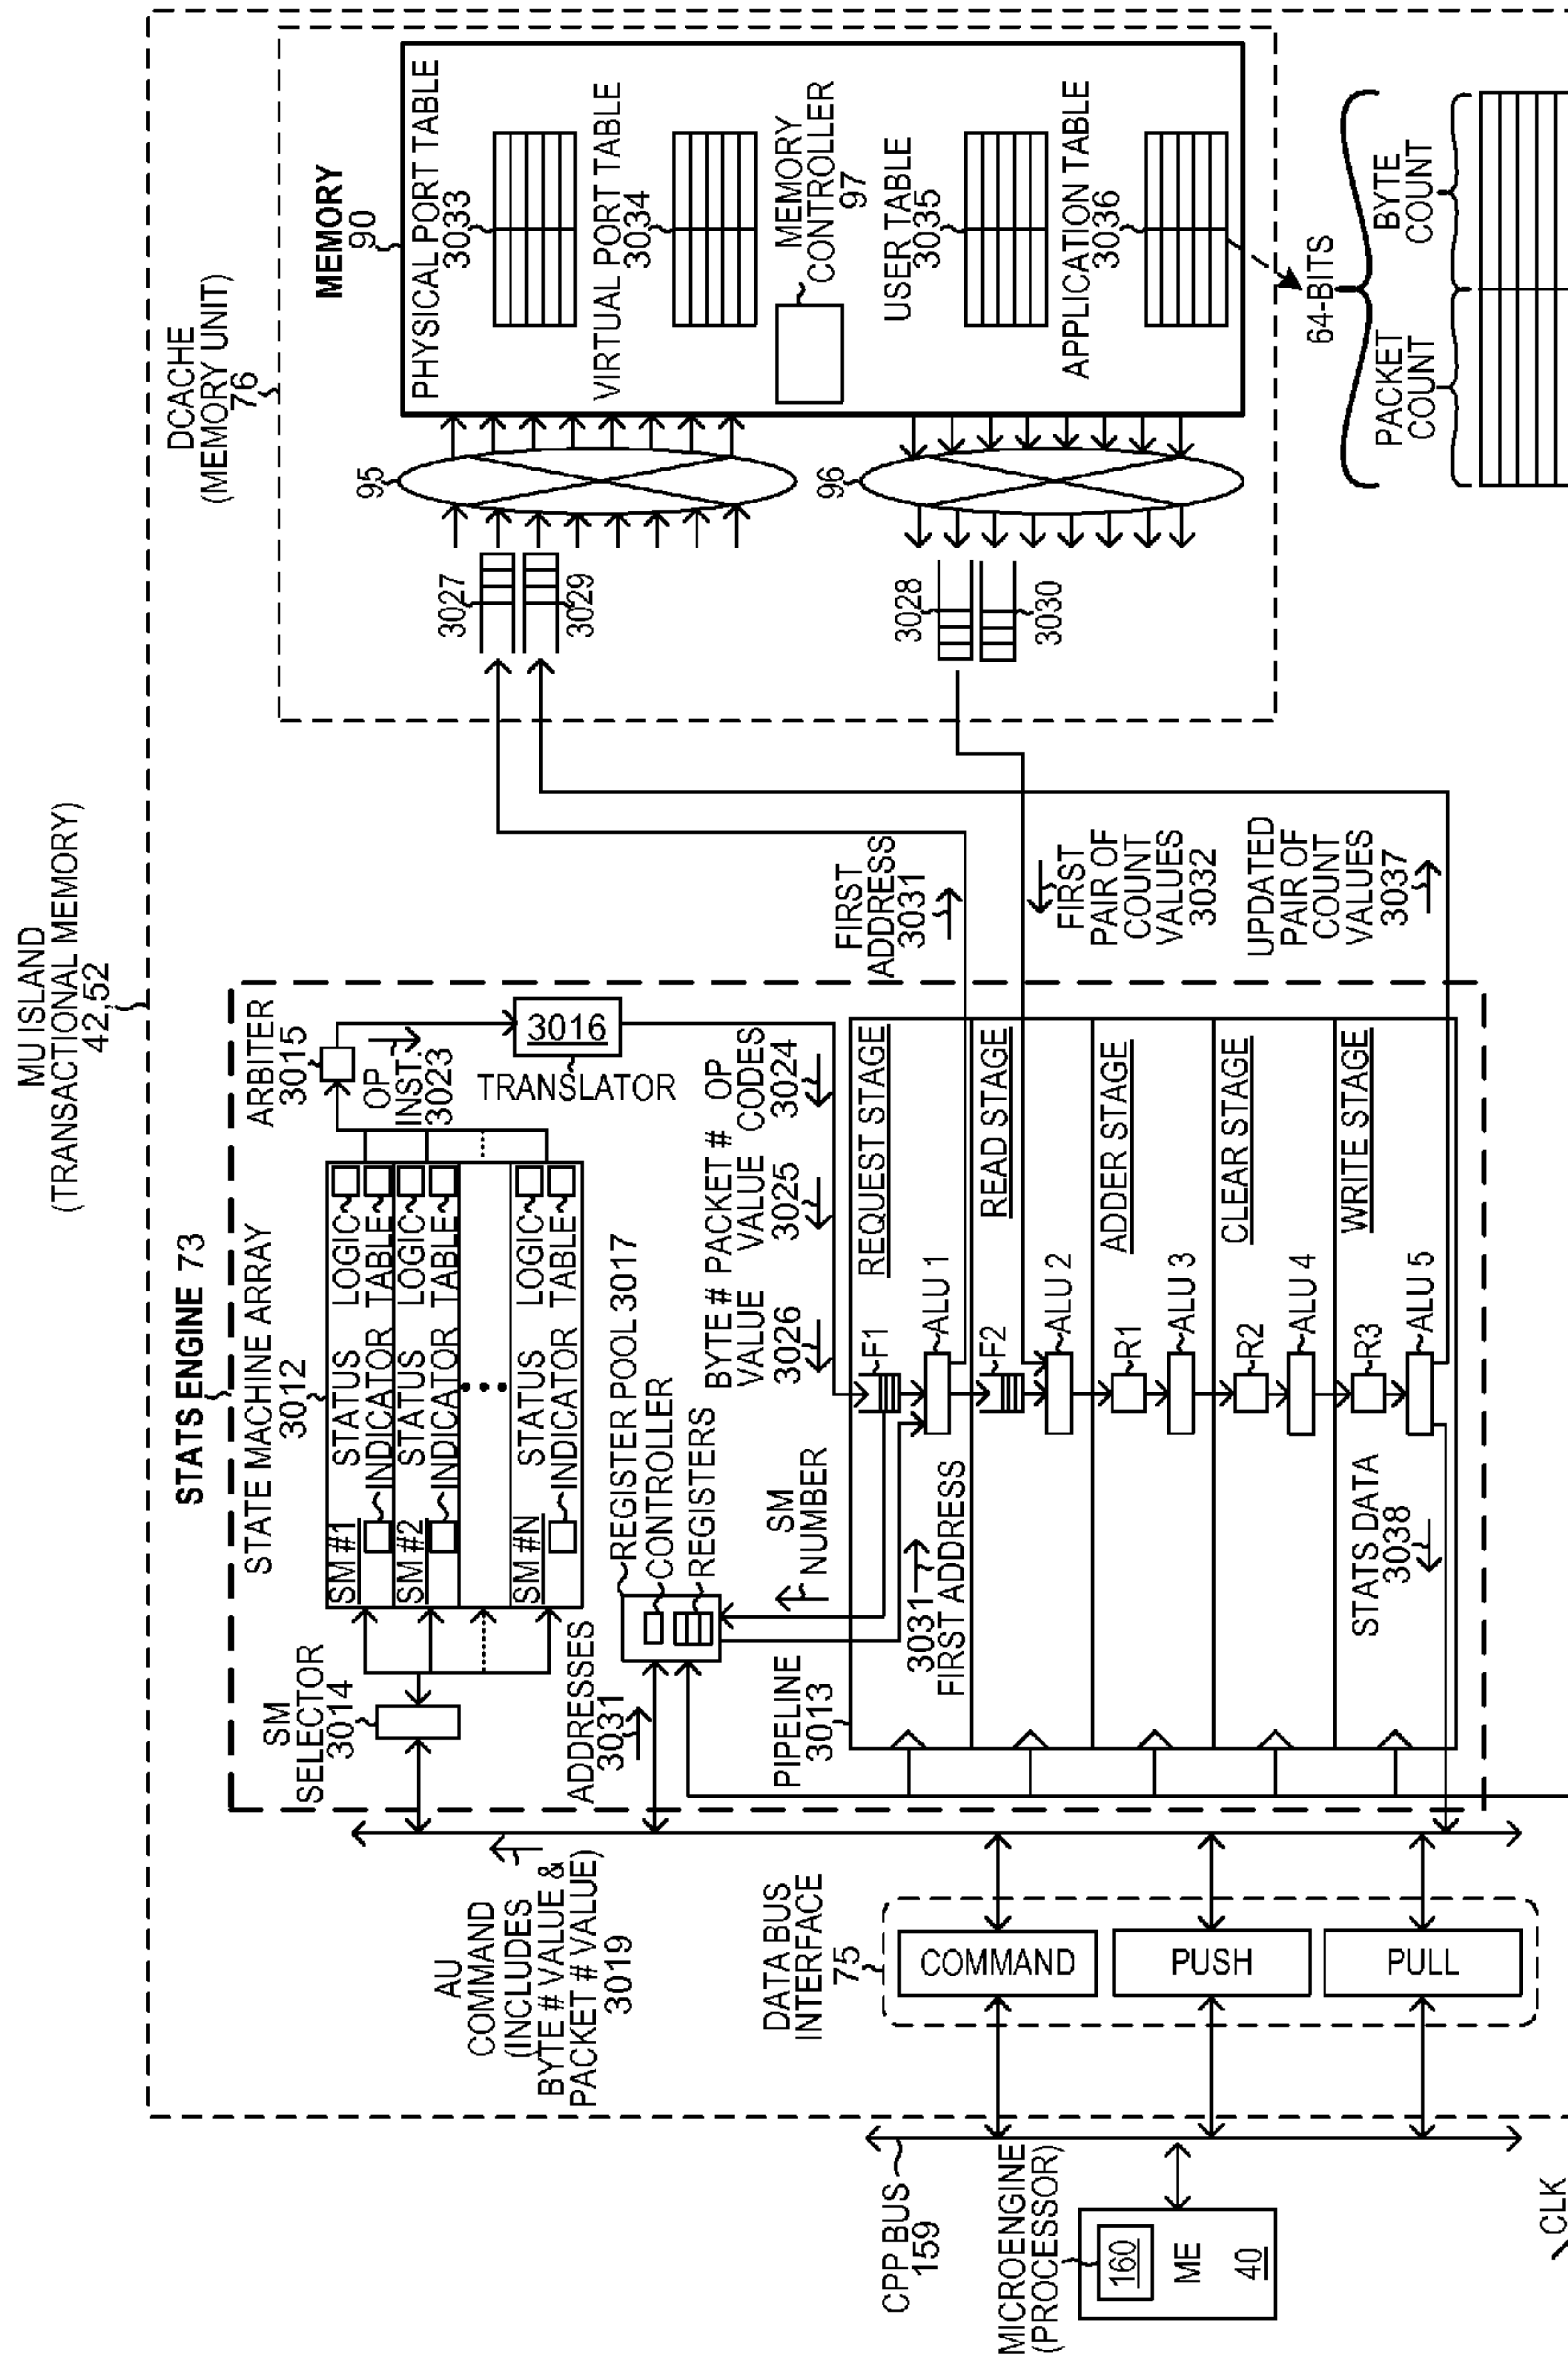 MU ISLAND
(TRANSACTIONAL MEMORY)
42,52
STATS ENGINE 73
STATE MACHINE ARRAY
3012
SM
SELECTOR
3014
SM #1
STATUS
INDICATOR
LOGIC
TABLE
SM #2
STATUS
INDICATOR
LOGIC
TABLE
SM #N
STATUS
INDICATOR
LOGIC
TABLE
ARBITER
3015
OP
INST.
3023
3016
TRANSLATOR
ADDRESSES
3031
REGISTER POOL 3017
CONTROLLER
REGISTERS
SM
NUMBER
BYTE #
VALUE
3026
PACKET #
VALUE
3025
OP
CODES
3024
PIPELINE
3013
3031
FIRST ADDRESS
F1
ALU 1
REQUEST STAGE
F2
ALU 2
READ STAGE
R1
ALU 3
ADDER STAGE
R2
ALU 4
CLEAR STAGE
R3
ALU 5
WRITE STAGE
STATS DATA
3038
FIRST
ADDRESS
3031
FIRST
PAIR OF
COUNT
VALUES
3032
UPDATED
PAIR OF
COUNT
VALUES
3037
DCACHE
(MEMORY UNIT)
76
MEMORY
90
PHYSICAL PORT TABLE
3033
VIRTUAL PORT TABLE
3034
MEMORY
CONTROLLER
97
USER TABLE
3035
APPLICATION TABLE
3036
95
96
3027
3029
3028
3030
64-BITS
PACKET
COUNT
BYTE
COUNT
AU
COMMAND
(INCLUDES
BYTE # VALUE &
PACKET # VALUE)
3019
DATA BUS
INTERFACE
75
COMMAND
PUSH
PULL
CPP BUS
159
MICROENGINE
(PROCESSOR)
160
ME
40
CLK